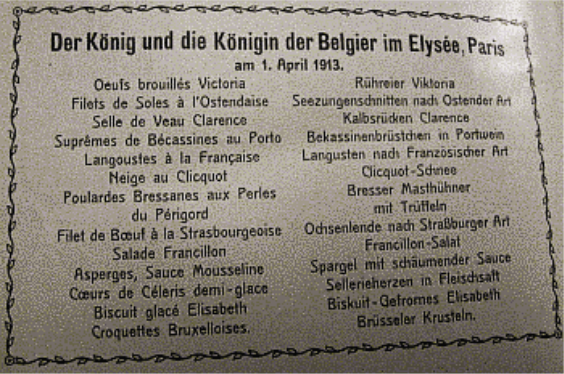 Der König und die Königin der Belgier im Elysée, Paris
am 1. April 1913.
Oeufs brouillés Victoria
Filets de Soles à l'Ostendaise
Selle de Veau Clarence
Suprêmes de Bécassines au Porto
Langoustes à la Française
Neige au Clicquot
Poulardes Bressanes aux Perles
du Périgord
Filet de Bœuf à la Strasbourgeoise
Salade Francillon
Asperges, Sauce Mousseline
Cœurs de Céleris demi-glace
Biscuit glacé Elisabeth
Croquettes Bruxelloises.
Rühreier Viktoria
Seezungenschnitten nach Ostender Art
Kalbsrücken Clarence
Bekassinenbrüstchen in Portwein
Langusten nach Französischer Art
Clicquot-Schnee
Bresser Masthühner
mit Trüffeln
Ochsenlende nach Straßburger Art
Francillon-Salat
Spargel mit schäumender Sauce
Sellerieherzen in Fleischsaft
Biskuit-Gefrornes Elisabeth
Brüsseler Krusteln.